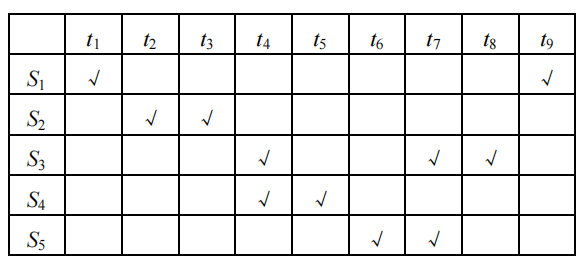 t1 t2 t3 t4 t5 t6 t7 t8 t9
S1 √ √
S2 √ √
S3 √ √ √
S4 √ √
S5 √ √